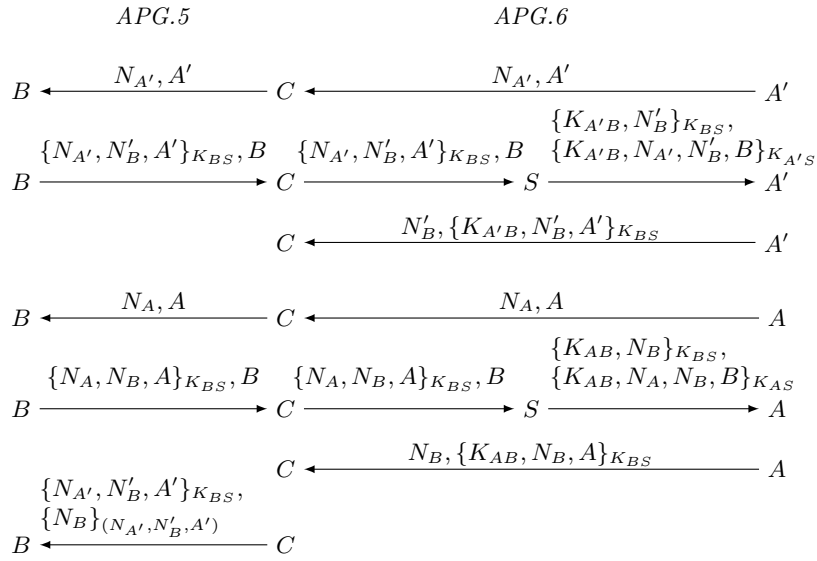 APG.5 APG.6
N_{A'}, A' N_{A'}, A'
B C A'
{K_{A'B}, N'_B}_{K_{BS}},
{N_{A'}, N'_B, A'}_{K_{BS}}, B {N_{A'}, N'_B, A'}_{K_{BS}}, B {K_{A'B}, N_{A'}, N'_B, B}_{K_{A'S}}
B C S A'
N'_B, {K_{A'B}, N'_B, A'}_{K_{BS}}
C A'
N_A, A N_A, A
B C A
{K_{AB}, N_B}_{K_{BS}},
{N_A, N_B, A}_{K_{BS}}, B {N_A, N_B, A}_{K_{BS}}, B {K_{AB}, N_A, N_B, B}_{K_{AS}}
B C S A
N_B, {K_{AB}, N_B, A}_{K_{BS}}
C A
{N_{A'}, N'_B, A'}_{K_{BS}},
{N_B}_{(N_{A'}, N'_B, A')}
B C